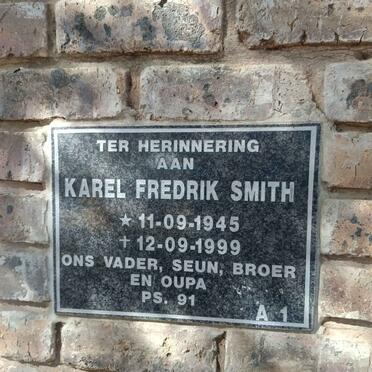 TER HERINNERING
AAN
KAREL FREDRIK SMITH
★ 11-09-1945
✝ 12-09-1999
ONS VADER, SEUN, BROER
EN OUPA
PS. 91
A 1